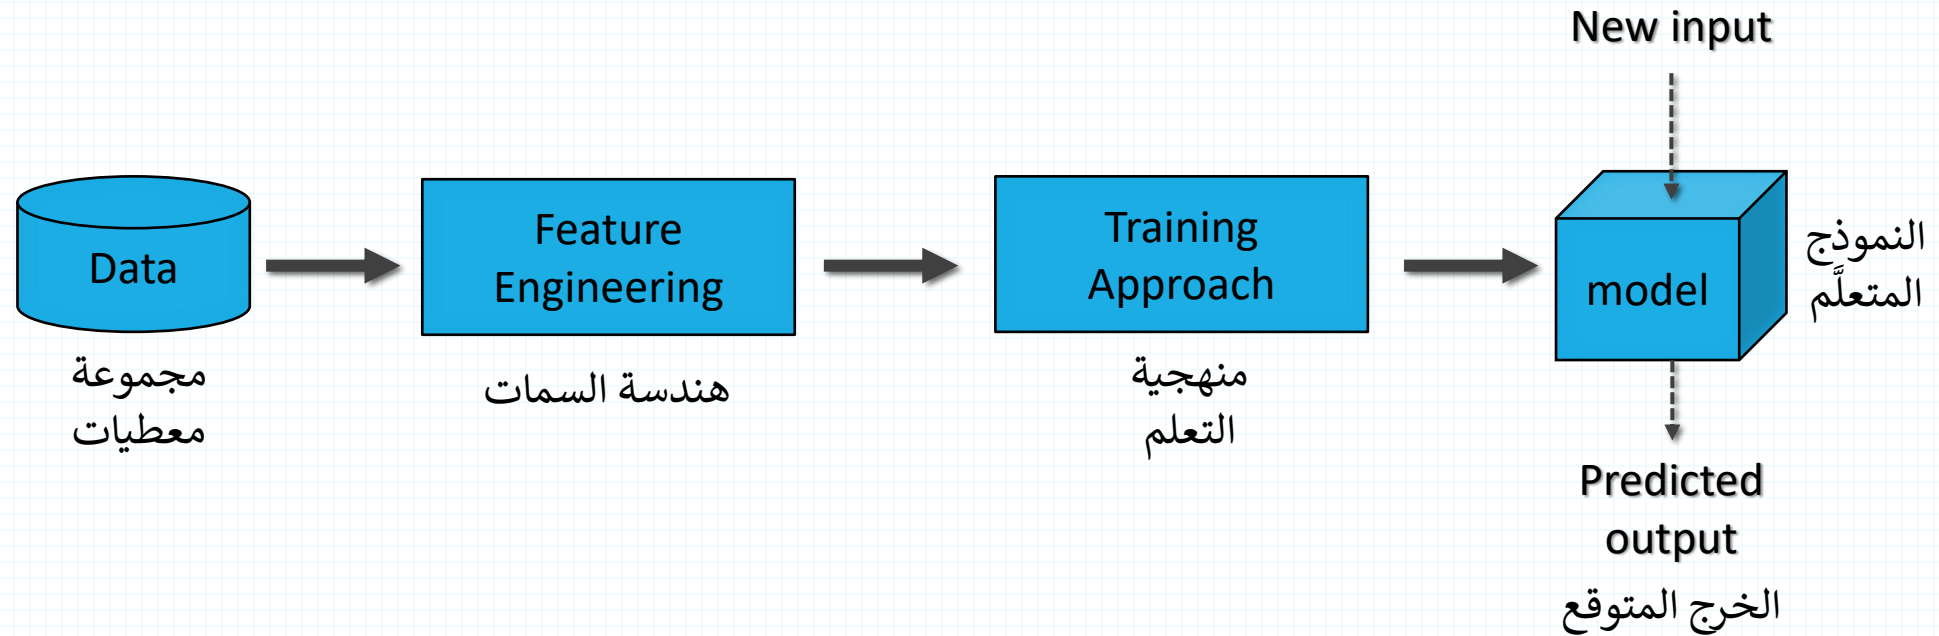 New input
Data
Feature
Engineering
Training
Approach
model
النموذج
المتعلَّم
مجموعة
معطيات
هندسة السمات
منهجية
التعلم
Predicted
output
الخرج المتوقع